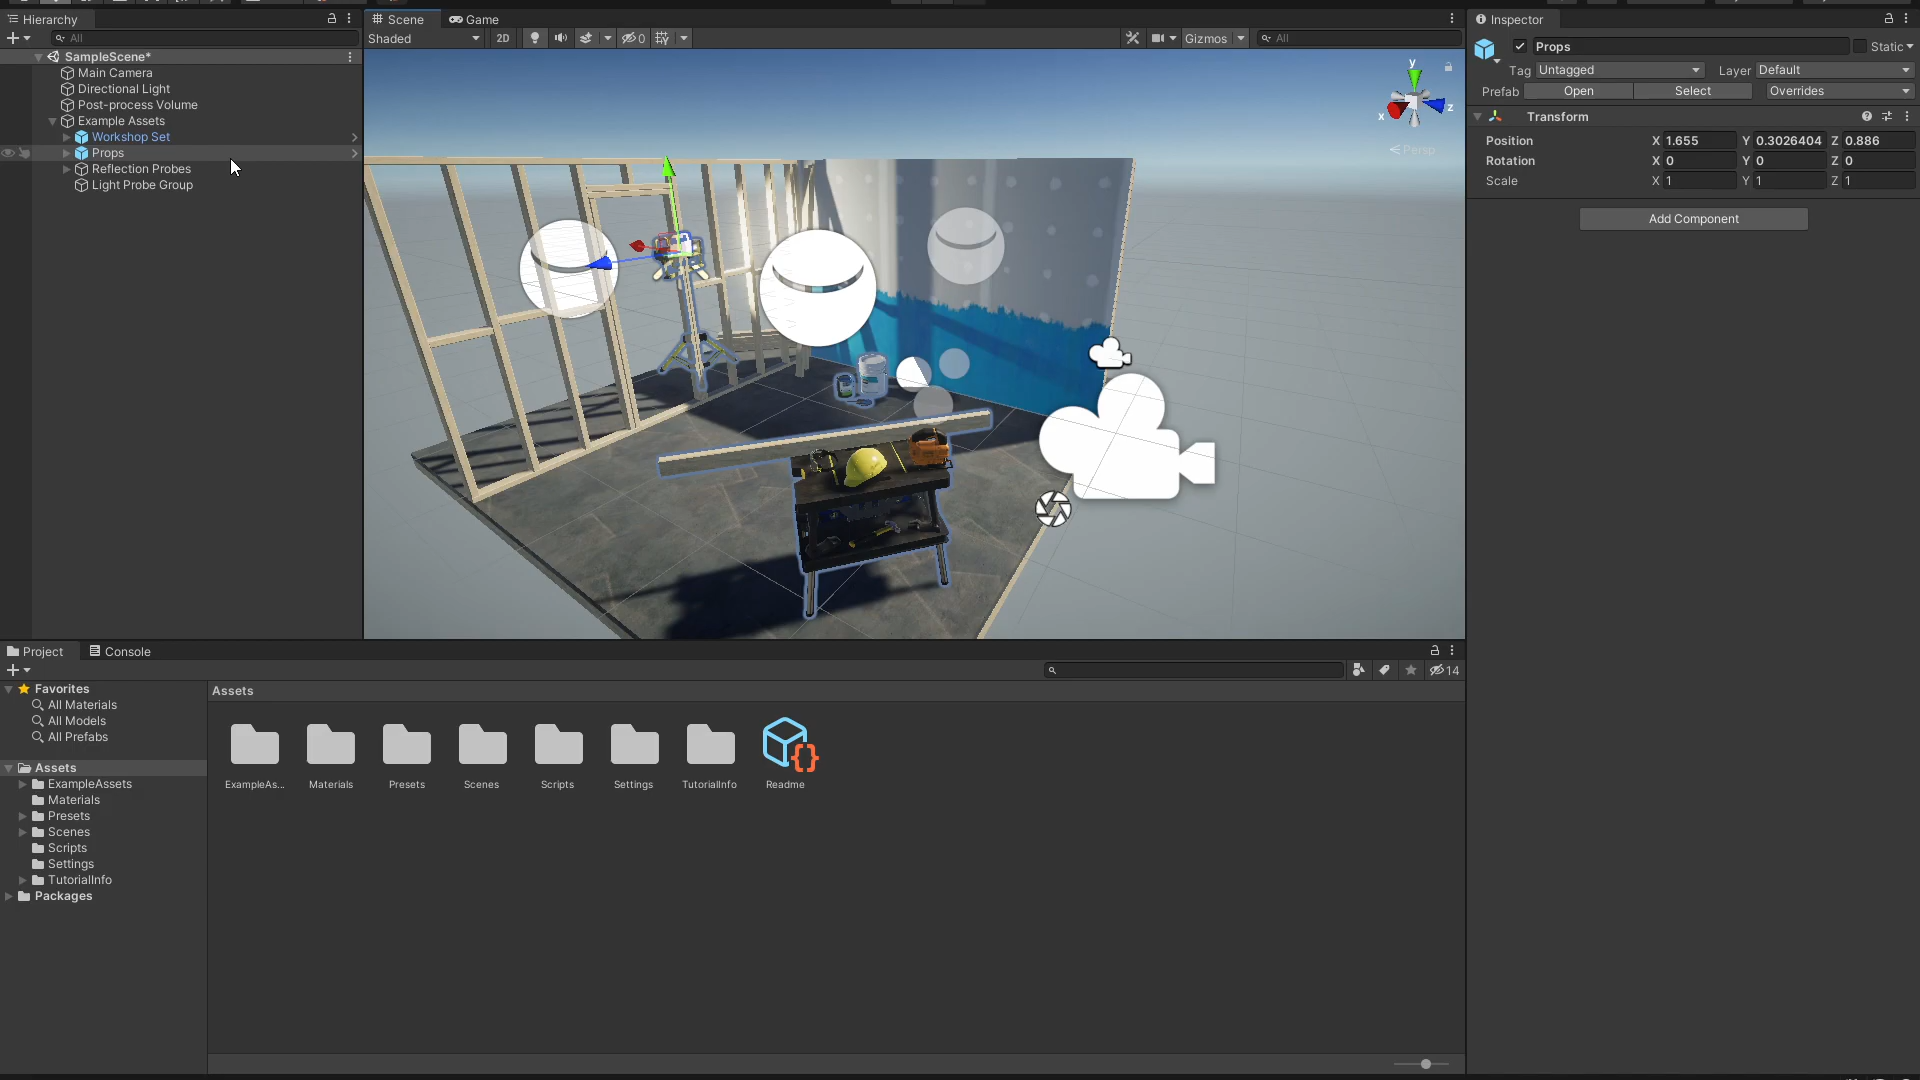 Hierarchy
All
SampleScene*
Main Camera
Directional Light
Post-process Volume
Example Assets
Workshop Set
Props
Reflection Probes
Light Probe Group
Scene
Game
Shaded
2D
0
Gizmos
All
y
x
z
Persp
Inspector
Props
Static
Tag Untagged
Layer Default
Prefab
Open
Select
Overrides
Transform
Position X 1.655 Y 0.3026404 Z 0.886
Rotation X 0 Y 0 Z 0
Scale X 1 Y 1 Z 1
Add Component
Project
Console
14
Favorites
All Materials
All Models
All Prefabs
Assets
ExampleAssets
Materials
Presets
Scenes
Scripts
Settings
TutorialInfo
Packages
Assets
ExampleAs...
Materials
Presets
Scenes
Scripts
Settings
TutorialInfo
Readme